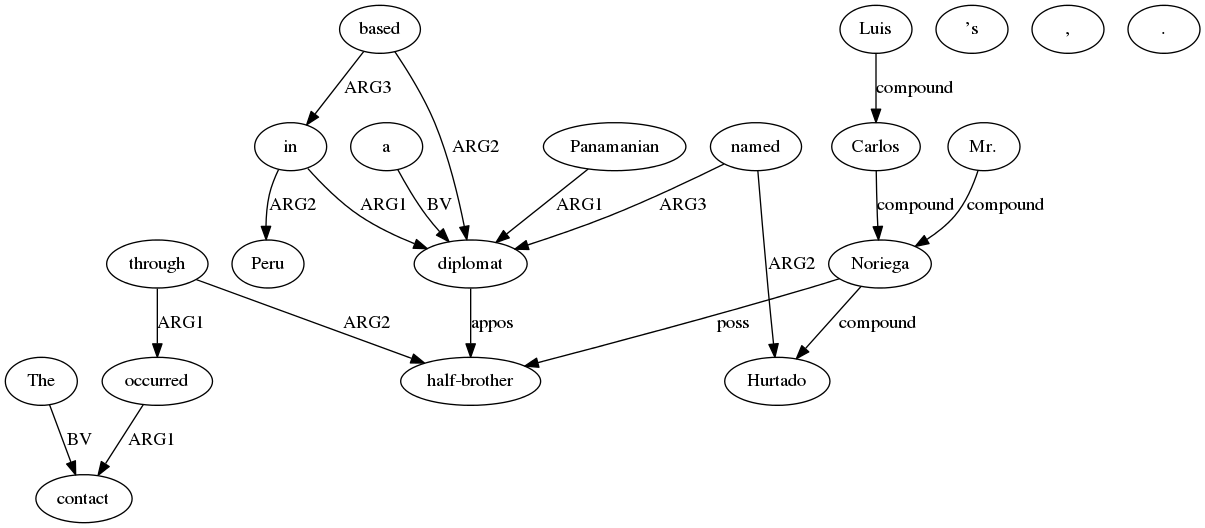 based Luis 's , .
ARG3 compound
in a ARG2 Panamanian named Carlos Mr.
ARG2 ARG1 BV ARG1 ARG3 compound compound
through Peru diplomat ARG2 Noriega
ARG1 ARG2 appos poss compound
The occurred half-brother Hurtado
BV ARG1
contact